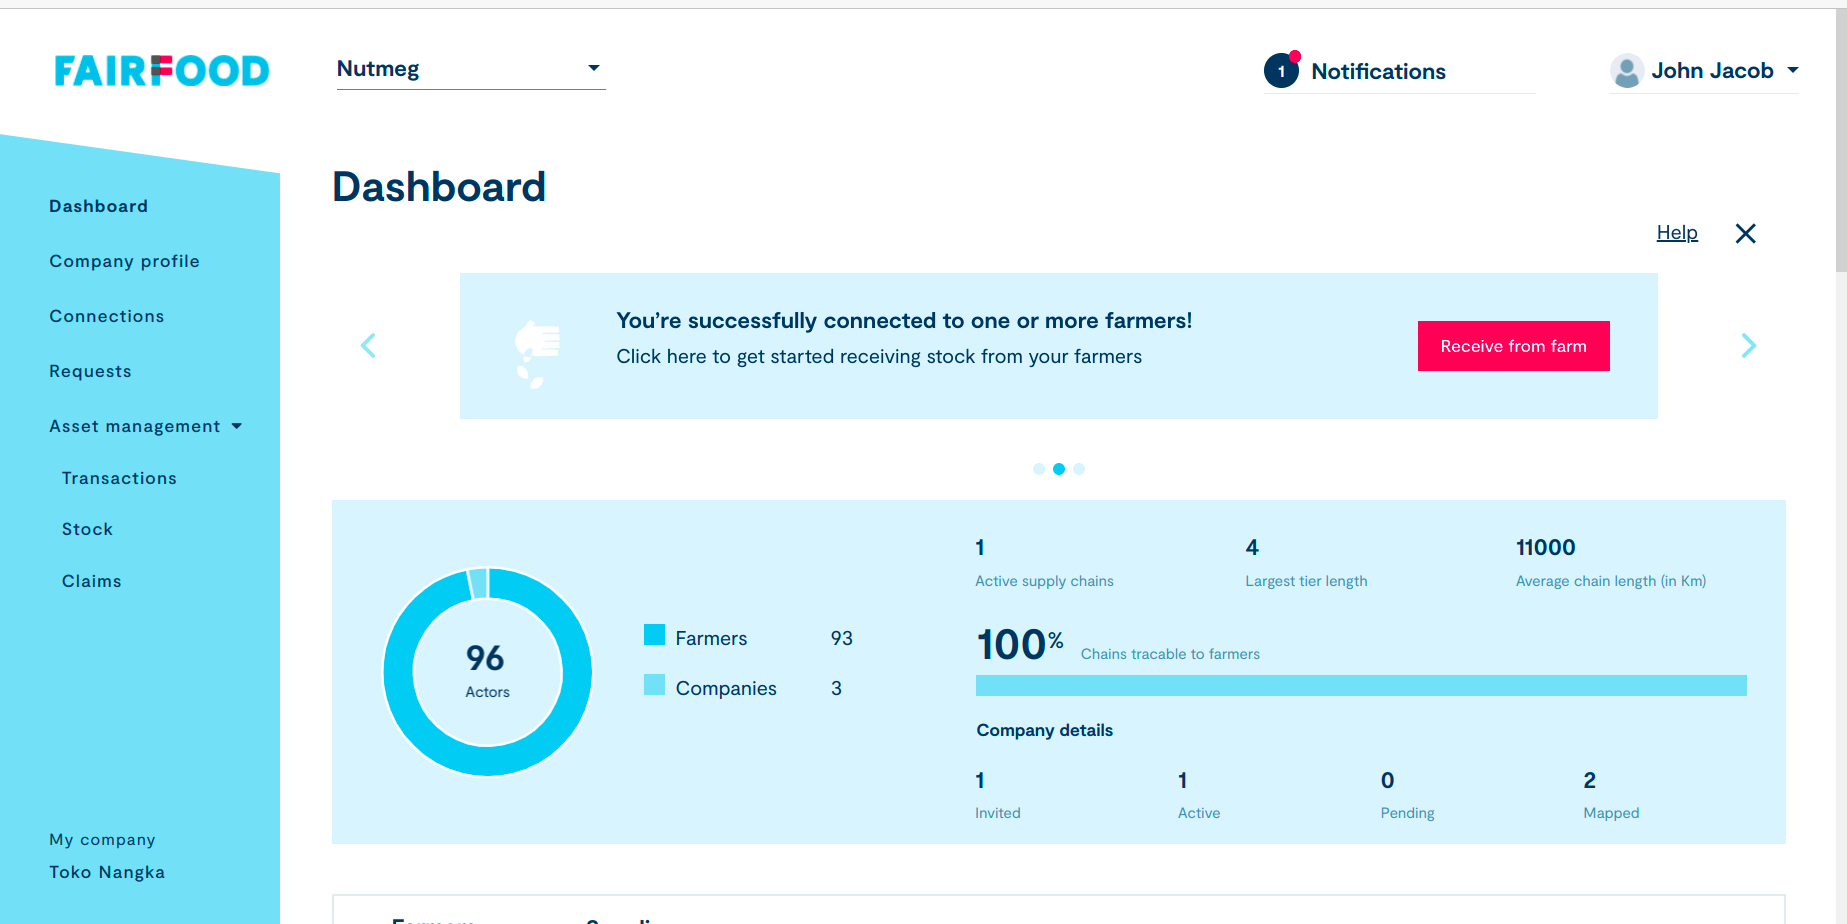 FAIRFOOD
Nutmeg
1 Notifications
John Jacob
Dashboard
Company profile
Connections
Requests
Asset management
Transactions
Stock
Claims
My company
Toko Nangka
Dashboard
Help
You’re successfully connected to one or more farmers!
Click here to get started receiving stock from your farmers
Receive from farm
96
Actors
Farmers 93
Companies 3
1
Active supply chains
4
Largest tier length
11000
Average chain length (in Km)
100% Chains tracable to farmers
Company details
1
Invited
1
Active
0
Pending
2
Mapped
Farmers